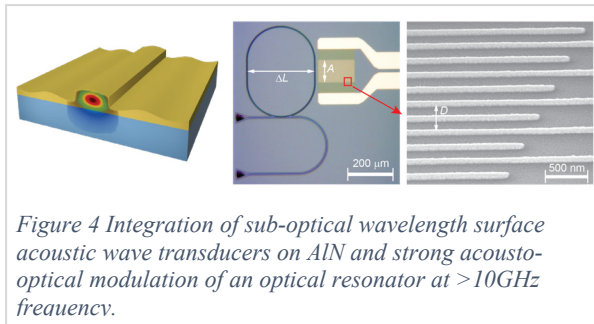 ΔL
A
200 μm
D
500 nm
Figure 4 Integration of sub-optical wavelength surface
acoustic wave transducers on AlN and strong acousto-
optical modulation of an optical resonator at >10GHz
frequency.